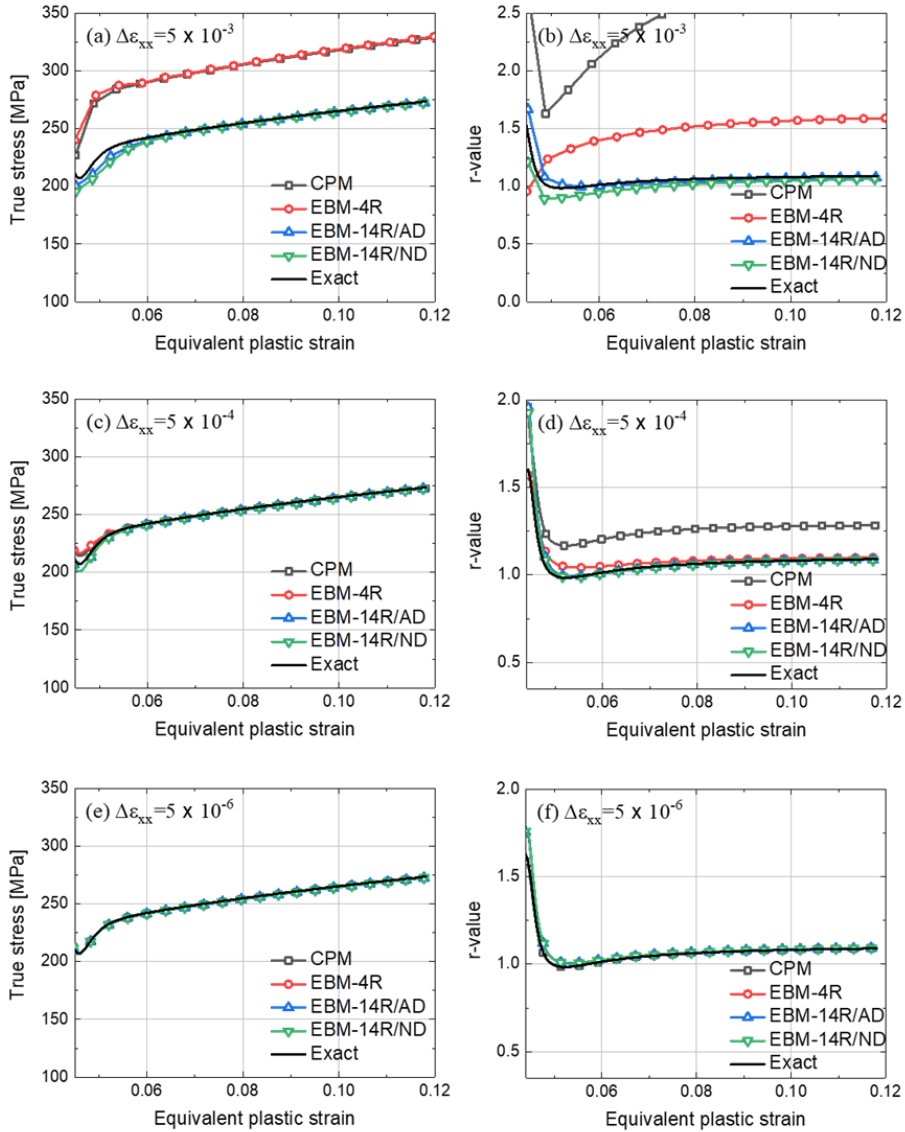 (a) Δεxx=5 x 10-3
350
300
250
200
150
100
True stress [MPa]
CPM
EBM-4R
EBM-14R/AD
EBM-14R/ND
Exact
0.06 0.08 0.10 0.12
Equivalent plastic strain
(b) Δεxx=5 x 10-3
2.5
2.0
1.5
1.0
0.5
0.0
r-value
CPM
EBM-4R
EBM-14R/AD
EBM-14R/ND
Exact
0.06 0.08 0.10 0.12
Equivalent plastic strain
(c) Δεxx=5 x 10-4
350
300
250
200
150
100
True stress [MPa]
CPM
EBM-4R
EBM-14R/AD
EBM-14R/ND
Exact
0.06 0.08 0.10 0.12
Equivalent plastic strain
(d) Δεxx=5 x 10-4
2.0
1.5
1.0
0.5
r-value
CPM
EBM-4R
EBM-14R/AD
EBM-14R/ND
Exact
0.06 0.08 0.10 0.12
Equivalent plastic strain
(e) Δεxx=5 x 10-6
350
300
250
200
150
100
True stress [MPa]
CPM
EBM-4R
EBM-14R/AD
EBM-14R/ND
Exact
0.06 0.08 0.10 0.12
Equivalent plastic strain
(f) Δεxx=5 x 10-6
2.0
1.5
1.0
0.5
r-value
CPM
EBM-4R
EBM-14R/AD
EBM-14R/ND
Exact
0.06 0.08 0.10 0.12
Equivalent plastic strain